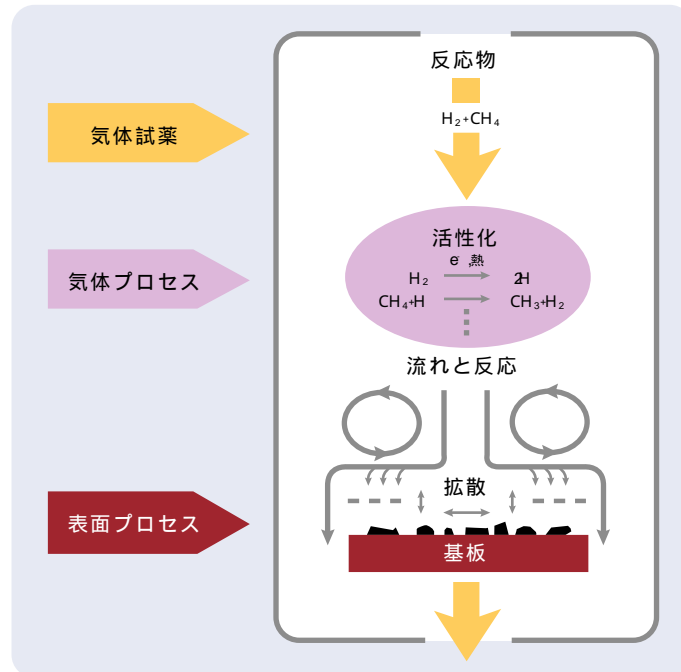 反応物
H₂+CH₄
気体試薬
活性化
e⁻,熱
H₂ 2H
CH₄+H CH₃+H₂
気体プロセス
流れと反応
拡散
表面プロセス
基板